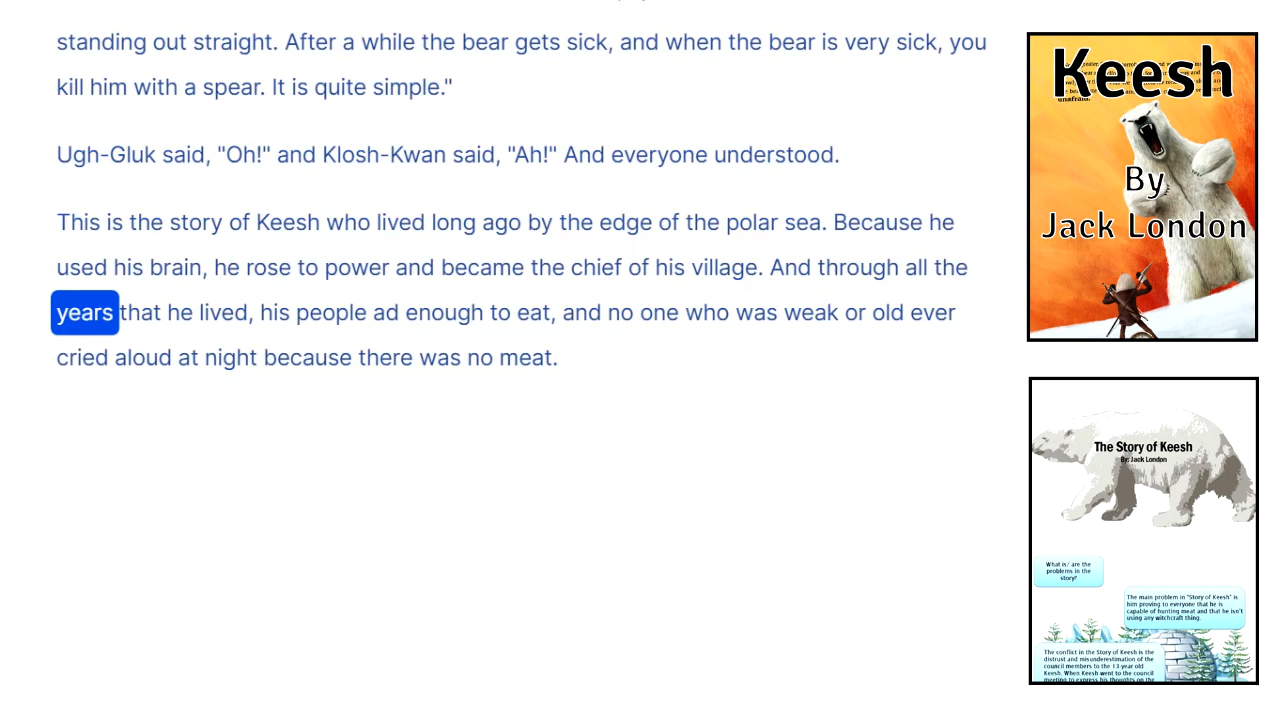 standing out straight. After a while the bear gets sick, and when the bear is very sick, you
kill him with a spear. It is quite simple."
Ugh-Gluk said, "Oh!" and Klosh-Kwan said, "Ah!" And everyone understood.
This is the story of Keesh who lived long ago by the edge of the polar sea. Because he
used his brain, he rose to power and became the chief of his village. And through all the
years that he lived, his people ad enough to eat, and no one who was weak or old ever
cried aloud at night because there was no meat.
Keesh
unafraid.
By
Jack London
The Story of Keesh
By: Jack London
What is/ are the
problems in the
story?
The main problem in "Story of Keesh" is
him proving to everyone that he is
capable of hunting meat and that he isn't
using any witchcraft thing.
The conflict in the Story of Keesh is the
distrust and misunderestimation of the
council members to the 13-year old
Keesh. When Keesh went to the council
meeting to express his thoughts on the